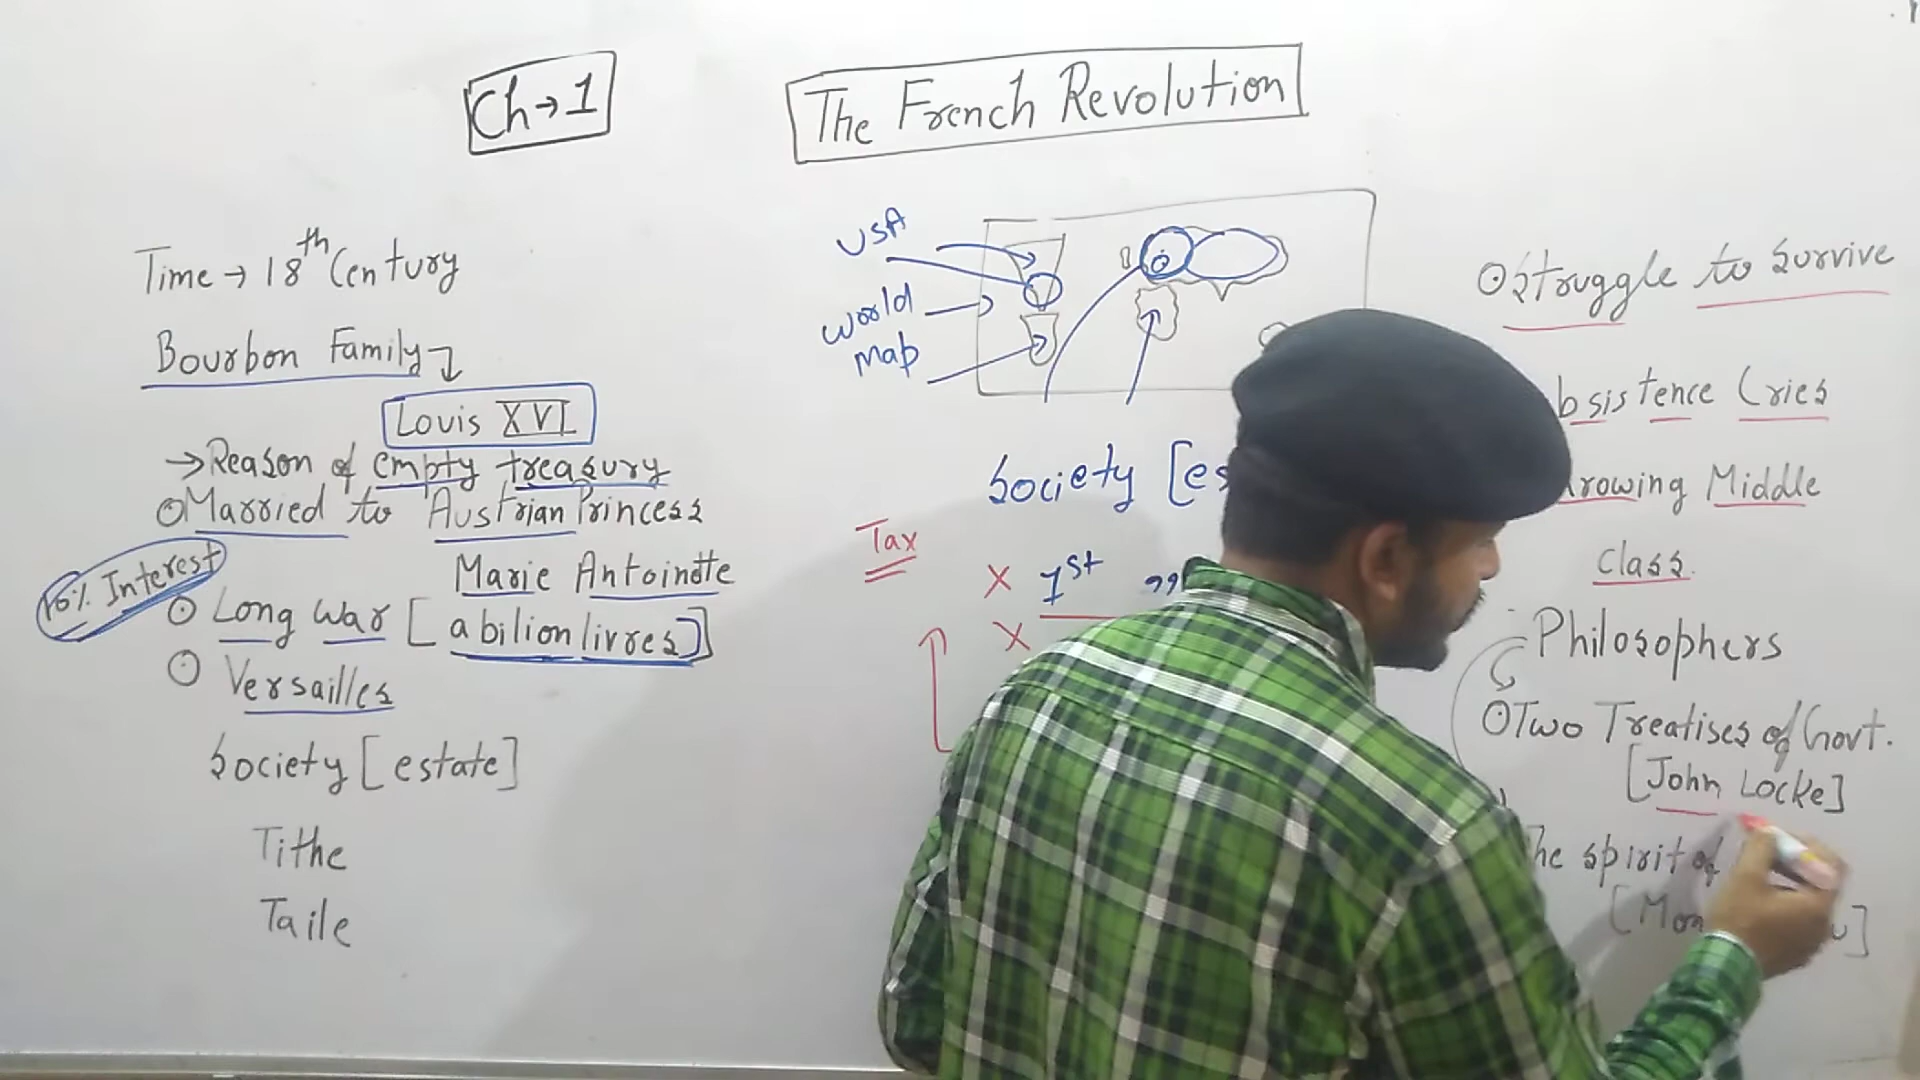 Ch→1
The French Revolution
Time → 18th Century
Bourbon Family
Louis XVI
→Reason of empty treasury
Married to Austrian Princess
Marie Antoindte
10% Interest
Long War [a bilion livres]
Versailles
Society [estate]
Tithe
Taile
USA
World
Map
Society [es
Tax
X 1st
X
Struggle to Survive
bsistence Cries
rowing Middle
Class
Philosophers
Two Treatises of Govt.
[John Locke]
he spirit of
[Mon u]